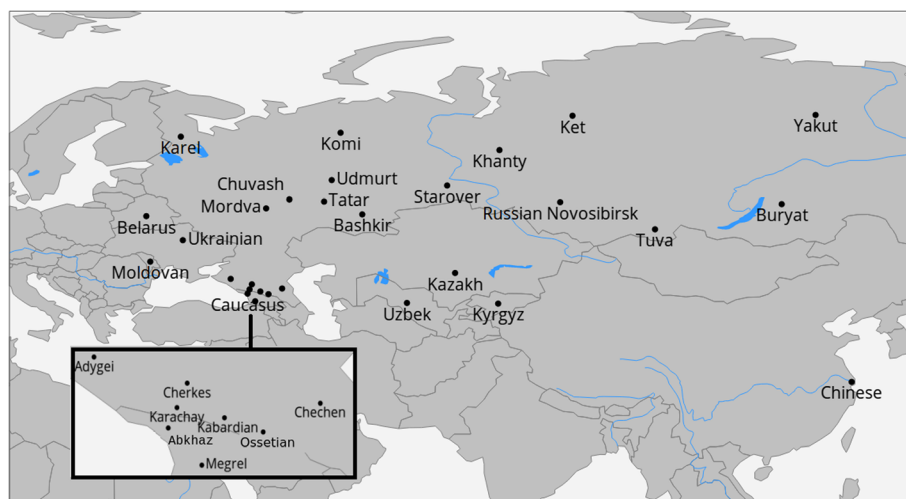 Karel
Komi
Ket
Yakut
Khanty
Chuvash
Udmurt
Mordva
Tatar
Starover
Bashkir
Russian Novosibirsk
Buryat
Belarus
Ukrainian
Tuva
Moldovan
Kazakh
Caucasus
Uzbek
Kyrgyz
Chinese
Adygei
Cherkes
Karachay
Chechen
Kabardian
Abkhaz
Ossetian
Megrel